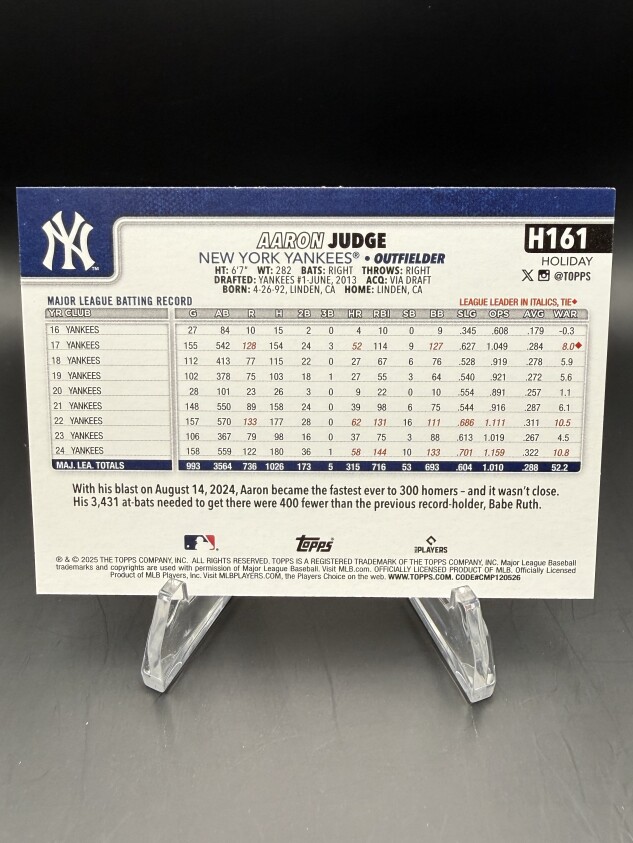 NY
TM
AARON JUDGE
H161
NEW YORK YANKEES® • OUTFIELDER
HOLIDAY
HT: 6'7" WT: 282 BATS: RIGHT THROWS: RIGHT
X @TOPPS
DRAFTED: YANKEES #1-JUNE, 2013 ACQ: VIA DRAFT
BORN: 4-26-92, LINDEN, CA HOME: LINDEN, CA
MAJOR LEAGUE BATTING RECORD LEAGUE LEADER IN ITALICS, TIE♦
YR CLUB G AB R H 2B 3B HR RBI SB BB SLG OPS AVG WAR
16 YANKEES 27 84 10 15 2 0 4 10 0 9 .345 .608 .179 -0.3
17 YANKEES 155 542 128 154 24 3 52 114 9 127 .627 1.049 .284 8.0♦
18 YANKEES 112 413 77 115 22 0 27 67 6 76 .528 .919 .278 5.9
19 YANKEES 102 378 75 103 18 1 27 55 3 64 .540 .921 .272 5.6
20 YANKEES 28 101 23 26 3 0 9 22 0 10 .554 .891 .257 1.1
21 YANKEES 148 550 89 158 24 0 39 98 6 75 .544 .916 .287 6.1
22 YANKEES 157 570 133 177 28 0 62 131 16 111 .686 1.111 .311 10.5
23 YANKEES 106 367 79 98 16 0 37 75 3 88 .613 1.019 .267 4.5
24 YANKEES 158 559 122 180 36 1 58 144 10 133 .701 1.159 .322 10.8
MAJ. LEA. TOTALS 993 3564 736 1026 173 5 315 716 53 693 .604 1.010 .288 52.2
With his blast on August 14, 2024, Aaron became the fastest ever to 300 homers – and it wasn't close.
His 3,431 at-bats needed to get there were 400 fewer than the previous record-holder, Babe Ruth.
Topps
PLAYERS
® & © 2025 THE TOPPS COMPANY, INC. ALL RIGHTS RESERVED. TOPPS IS A REGISTERED TRADEMARK OF THE TOPPS COMPANY, INC. Major League Baseball
trademarks and copyrights are used with permission of Major League Baseball. Visit MLB.com. OFFICIALLY LICENSED PRODUCT OF MLB. Officially Licensed
Product of MLB Players, Inc. Visit MLBPLAYERS.COM, the Players Choice on the web. WWW.TOPPS.COM. CODE#CMP120526